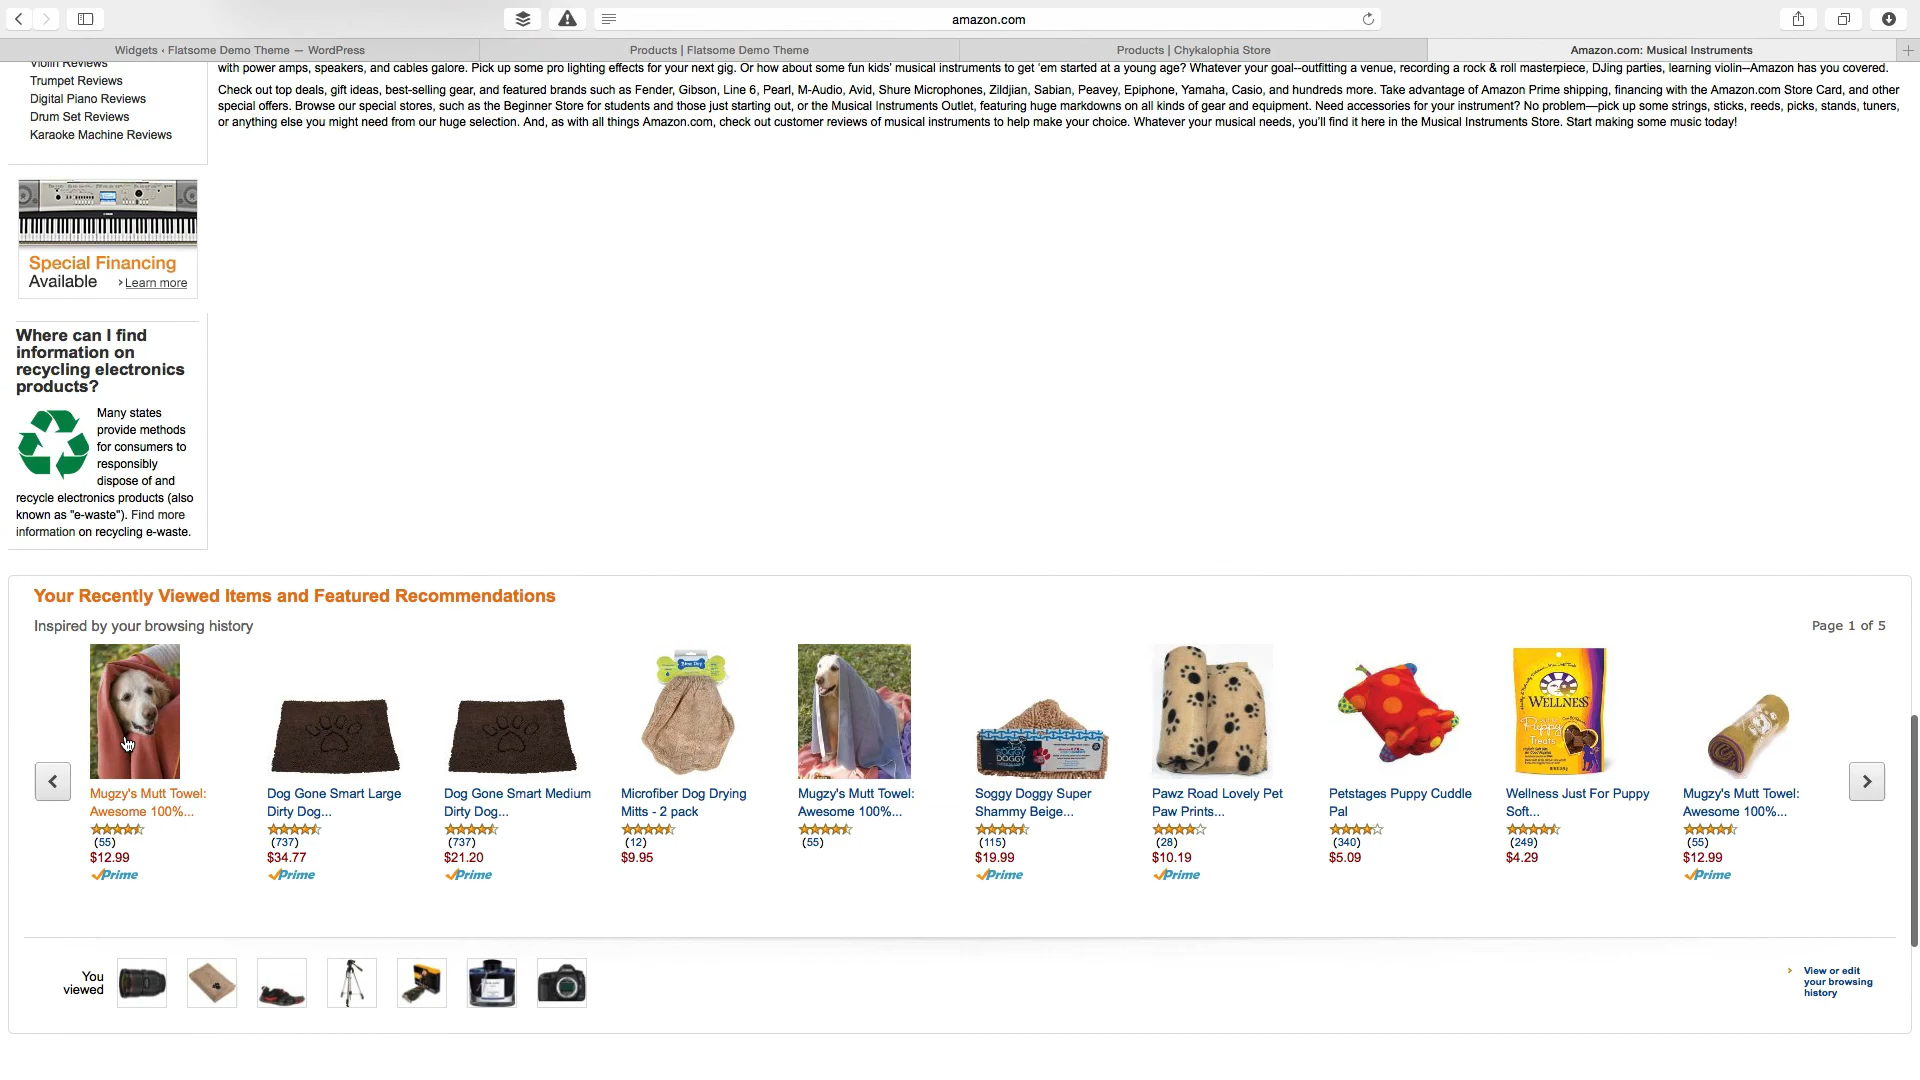 amazon.com
Widgets ‹ Flatsome Demo Theme — WordPress
Products | Flatsome Demo Theme
Products | Chykalophia Store
Amazon.com: Musical Instruments
Violin Reviews
Trumpet Reviews
Digital Piano Reviews
Drum Set Reviews
Karaoke Machine Reviews
with power amps, speakers, and cables galore. Pick up some pro lighting effects for your next gig. Or how about some fun kids' musical instruments to get 'em started at a young age? Whatever your goal--outfitting a venue, recording a rock & roll masterpiece, DJing parties, learning violin--Amazon has you covered.
Check out top deals, gift ideas, best-selling gear, and featured brands such as Fender, Gibson, Line 6, Pearl, M-Audio, Avid, Shure Microphones, Zildjian, Sabian, Peavey, Epiphone, Yamaha, Casio, and hundreds more. Take advantage of Amazon Prime shipping, financing with the Amazon.com Store Card, and other
special offers. Browse our special stores, such as the Beginner Store for students and those just starting out, or the Musical Instruments Outlet, featuring huge markdowns on all kinds of gear and equipment. Need accessories for your instrument? No problem—pick up some strings, sticks, reeds, picks, stands, tuners,
or anything else you might need from our huge selection. And, as with all things Amazon.com, check out customer reviews of musical instruments to help make your choice. Whatever your musical needs, you'll find it here in the Musical Instruments Store. Start making some music today!
Special Financing
Available › Learn more
Where can I find
information on
recycling electronics
products?
Many states
provide methods
for consumers to
responsibly
dispose of and
recycle electronics products (also
known as "e-waste"). Find more
information on recycling e-waste.
Your Recently Viewed Items and Featured Recommendations
Inspired by your browsing history
Page 1 of 5
Mugzy's Mutt Towel:
Awesome 100%...
(55)
$12.99
Prime
Dog Gone Smart Large
Dirty Dog...
(737)
$34.77
Prime
Dog Gone Smart Medium
Dirty Dog...
(737)
$21.20
Prime
Microfiber Dog Drying
Mitts - 2 pack
(12)
$9.95
Mugzy's Mutt Towel:
Awesome 100%...
(55)
SOGGY
DOGGY
Soggy Doggy Super
Shammy Beige...
(115)
$19.99
Prime
Pawz Road Lovely Pet
Paw Prints...
(28)
$10.19
Prime
Petstages Puppy Cuddle
Pal
(340)
$5.09
WELLNESS
Puppy
Treats
Wellness Just For Puppy
Soft...
(249)
$4.29
Mugzy's Mutt Towel:
Awesome 100%...
(55)
$12.99
Prime
You
viewed
› View or edit
your browsing
history